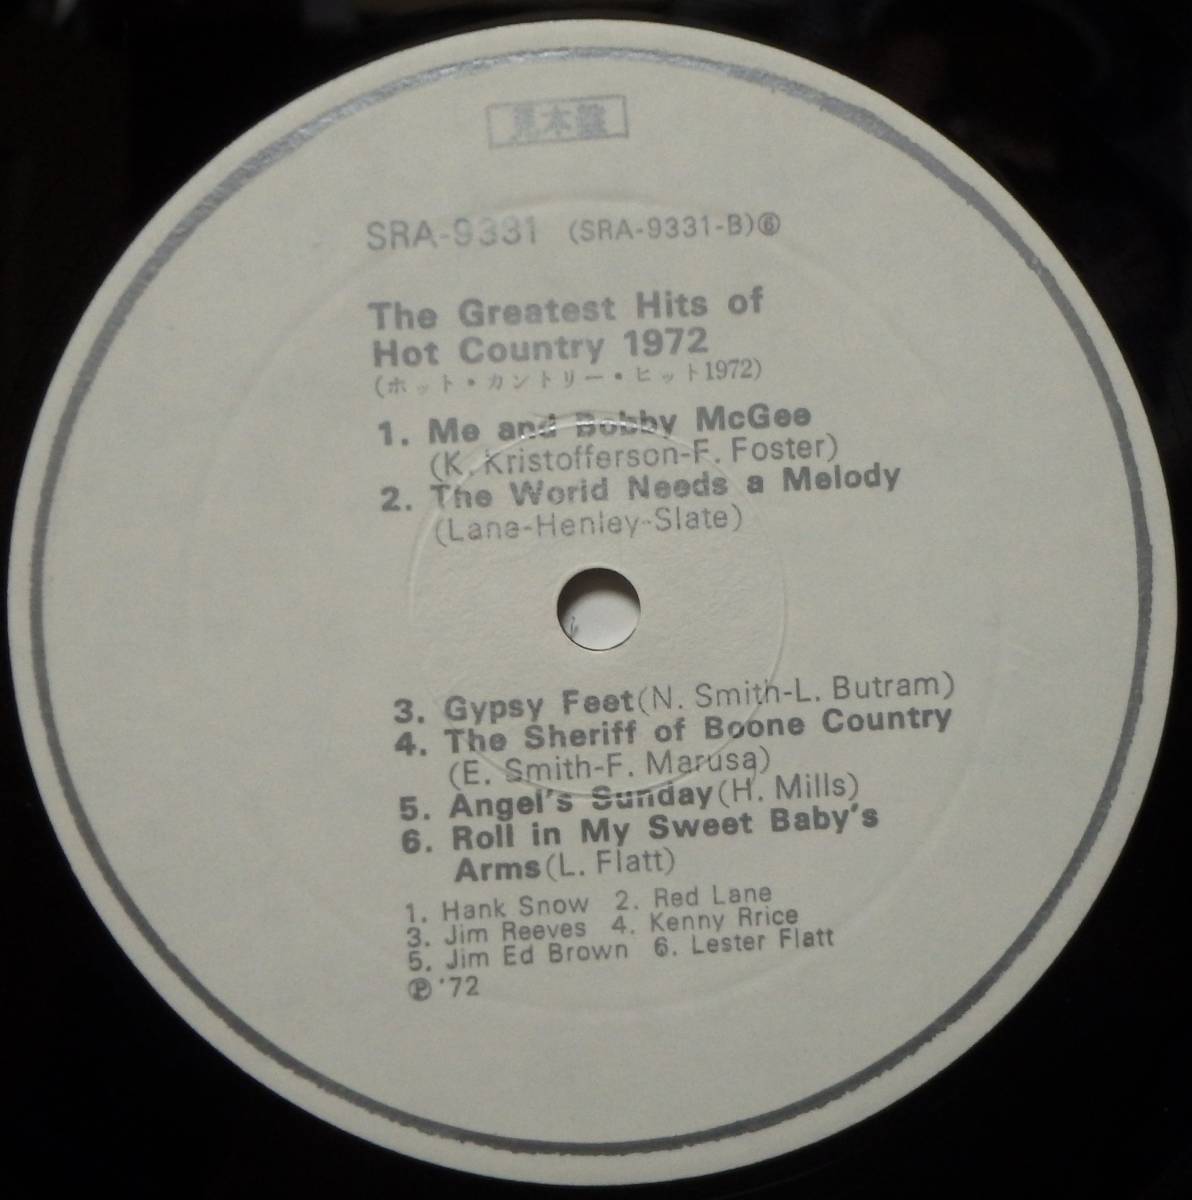 見本盤
SRA-9331 (SRA-9331-B)⑥
The Greatest Hits of
Hot Country 1972
(ホット・カントリー・ヒット1972)
1. Me and Bobby McGee
(K. Kristofferson-F. Foster)
2. The World Needs a Melody
(Lane-Henley-Slate)
3. Gypsy Feet(N. Smith-L. Butram)
4. The Sheriff of Boone Country
(E. Smith-F. Marusa)
5. Angel's Sunday(H. Mills)
6. Roll in My Sweet Baby's
Arms(L. Flatt)
1. Hank Snow 2. Red Lane
3. Jim Reeves 4. Kenny Rrice
5. Jim Ed Brown 6. Lester Flatt
℗'72